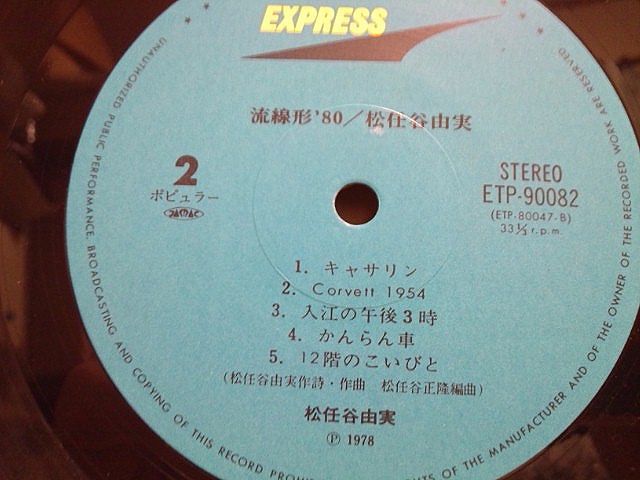 EXPRESS
流線形'80/松任谷由実
2
ポピュラー
JASRAC
STEREO
ETP-90082
(ETP-80047-B)
33⅓ r.p.m.
1. キャサリン
2. Corvett 1954
3. 入江の午後3時
4. かんらん車
5. 12階のこいびと
(松任谷由実作詩・作曲 松任谷正隆編曲)
松任谷由実
Ⓟ 1978
UNAUTHORIZED PUBLIC PERFORMANCE, BROADCASTING AND COPYING OF THIS RECORD PROHI TS OF THE MANUFACTURER AND OF THE OWNER OF THE RECORDED WORK ARE RESERVED